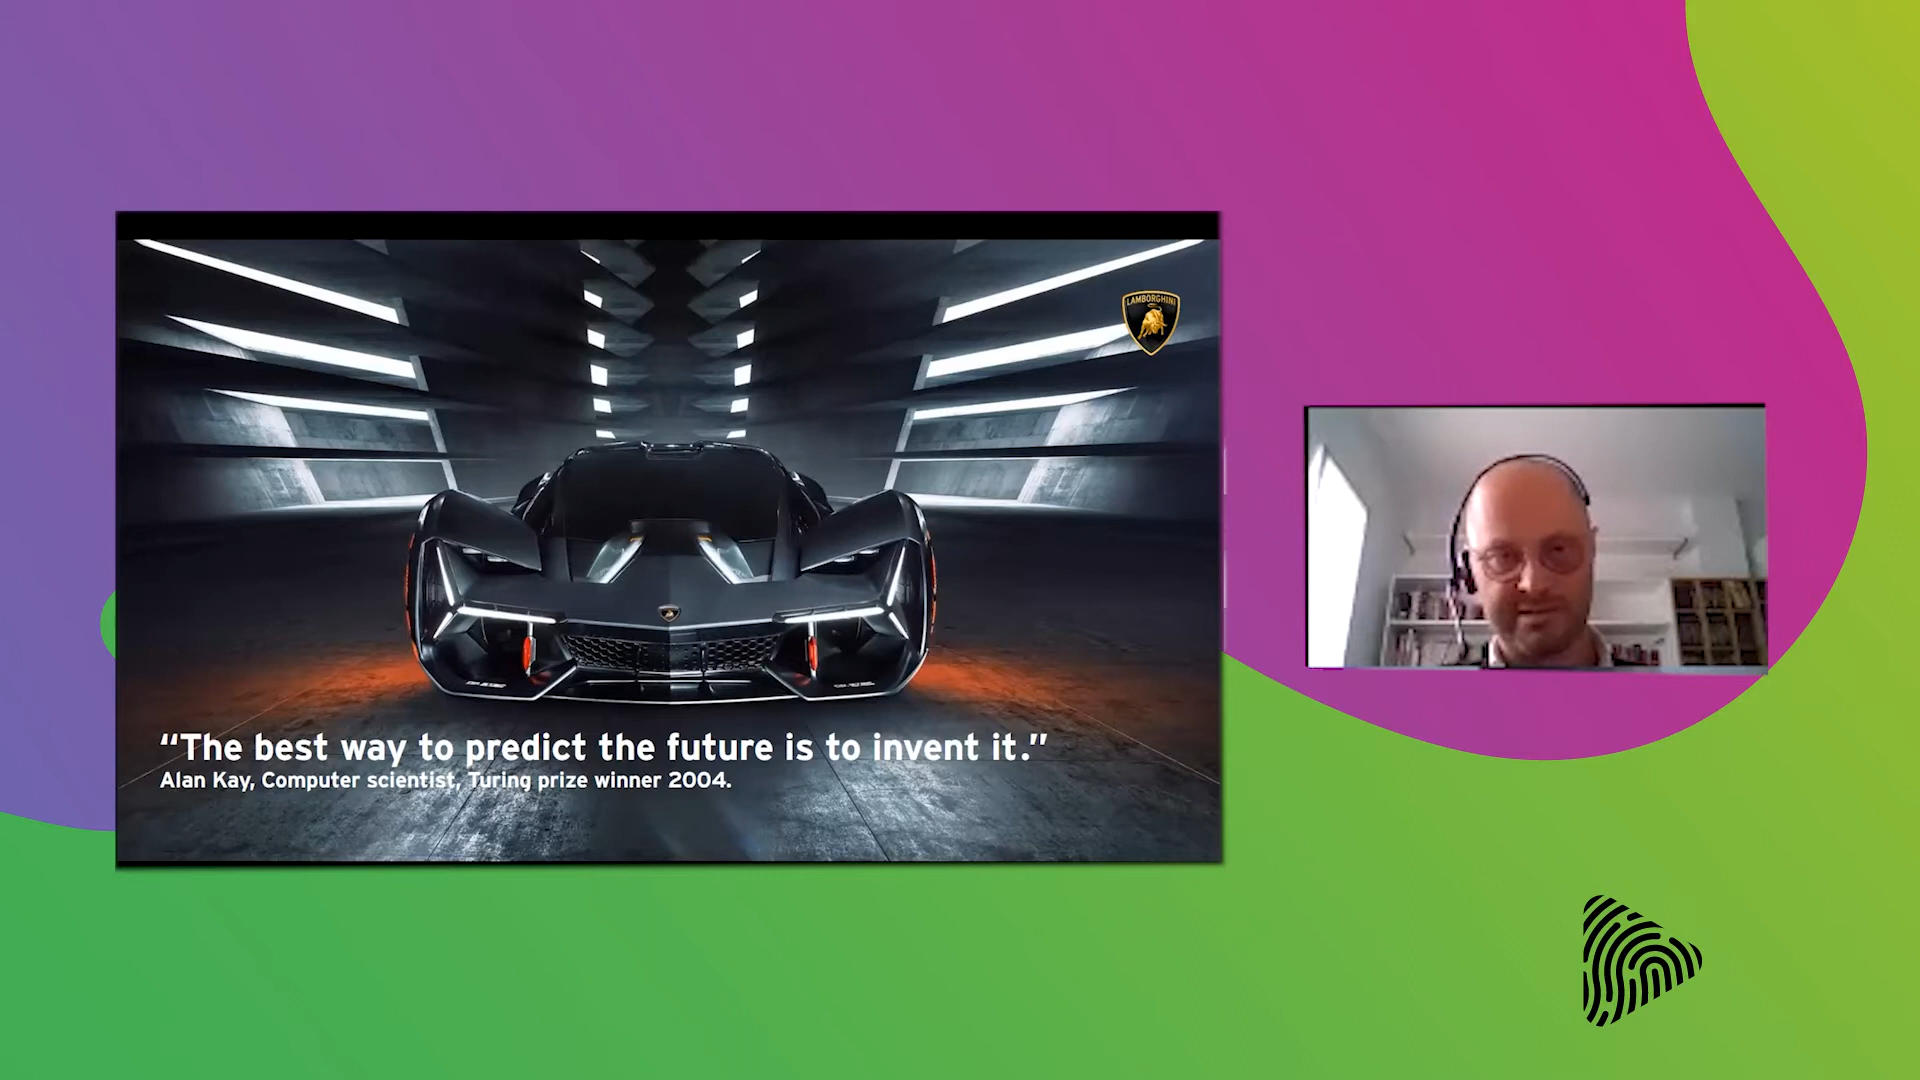 LAMBORGHINI
“The best way to predict the future is to invent it.”
Alan Kay, Computer scientist, Turing prize winner 2004.